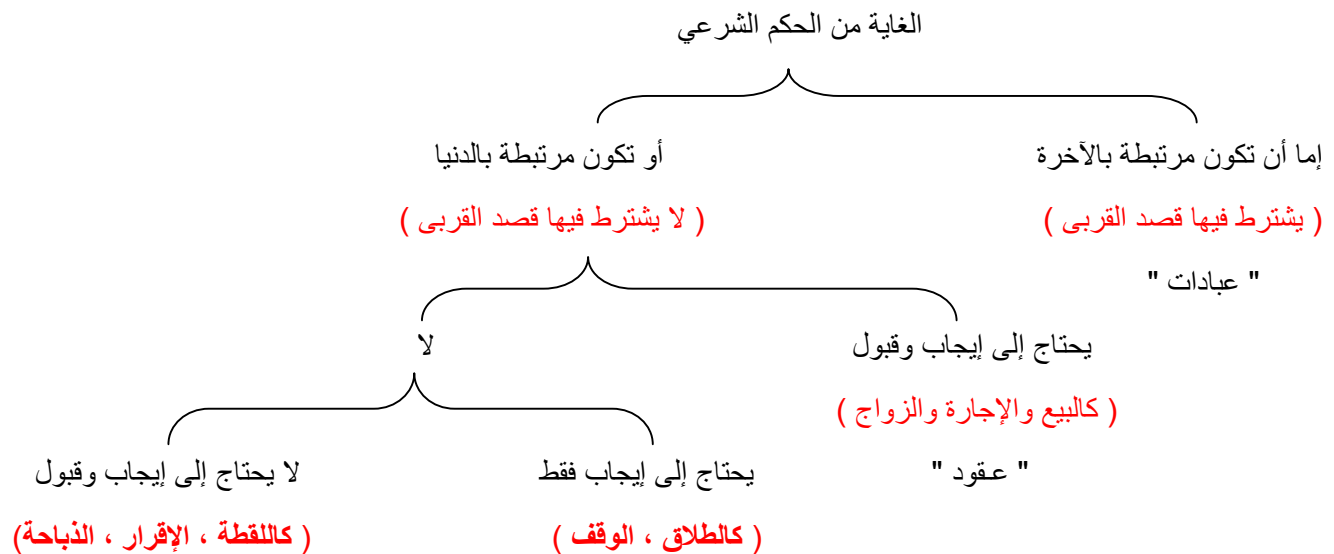 الغاية من الحكم الشرعي
إما أن تكون مرتبطة بالآخرة
أو تكون مرتبطة بالدنيا
( يشترط فيها قصد القربى )
( لا يشترط فيها قصد القربى )
" عبادات "
يحتاج إلى إيجاب وقبول
لا
( كالبيع والإجارة والزواج )
" عـقود "
يحتاج إلى إيجاب فقط
لا يحتاج إلى إيجاب وقبول
( كالطلاق ، الوقف )
( كاللقطة ، الإقرار ، الذباحة)